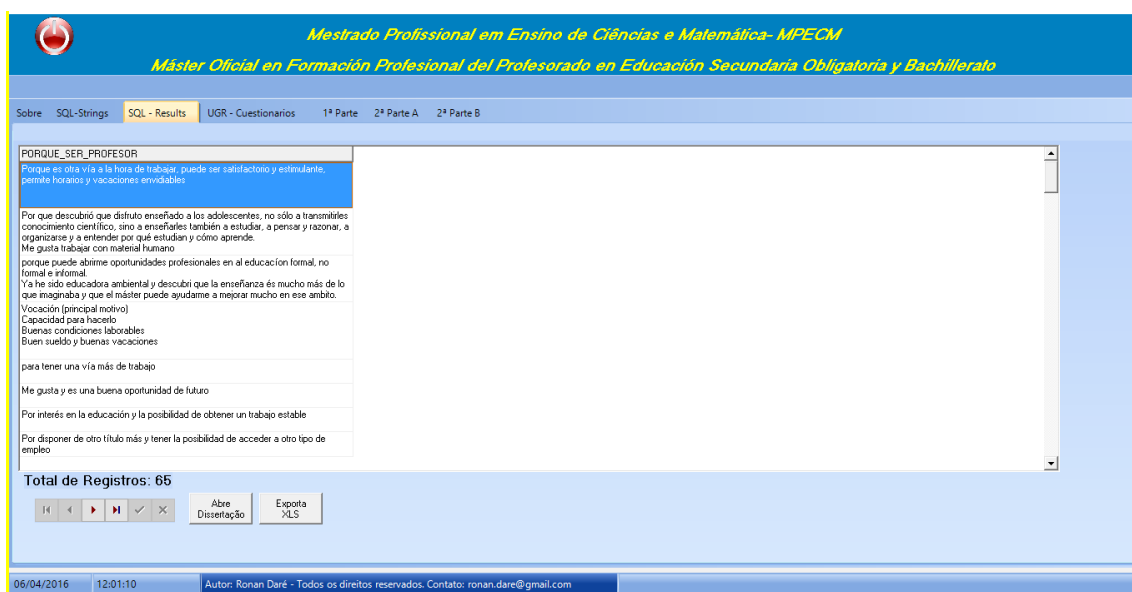 Mestrado Profissional em Ensino de Ciências e Matemática- MPECM
Máster Oficial en Formación Profesional del Profesorado en Educación Secundaria Obligatoria y Bachillerato
Sobre SQL-Strings SQL - Results UGR - Cuestionarios 1ª Parte 2ª Parte A 2ª Parte B
PORQUE_SER_PROFESOR
Porque es otra vía a la hora de trabajar, puede ser satisfactorio y estimulante,
permite horarios y vacaciones envidiables
Por que descubrió que disfruto enseñado a los adolescentes, no sólo a transmitirles
conocimiento científico, sino a enseñarles también a estudiar, a pensar y razonar, a
organizarse y a entender por qué estudian y cómo aprende.
Me gusta trabajar con material humano
porque puede abrirme oportunidades profesionales en al educacíon formal, no
formal e informal.
Ya he sido educadora ambiental y descubri que la enseñanza és mucho más de lo
que imaginaba y que el máster puede ayudarme a mejorar mucho en ese ambito.
Vocación (principal motivo)
Capacidad para hacerlo
Buenas condiciones laborables
Buen sueldo y buenas vacaciones
para tener una vía más de trabajo
Me gusta y es una buena oportunidad de futuro
Por interés en la educación y la posibilidad de obtener un trabajo estable
Por disponer de otro título más y tener la posibilidad de acceder a otro tipo de
empleo
Total de Registros: 65
Abre
Dissertação
Exporta
XLS
06/04/2016 12:01:10 Autor: Ronan Daré - Todos os direitos reservados. Contato: ronan.dare@gmail.com